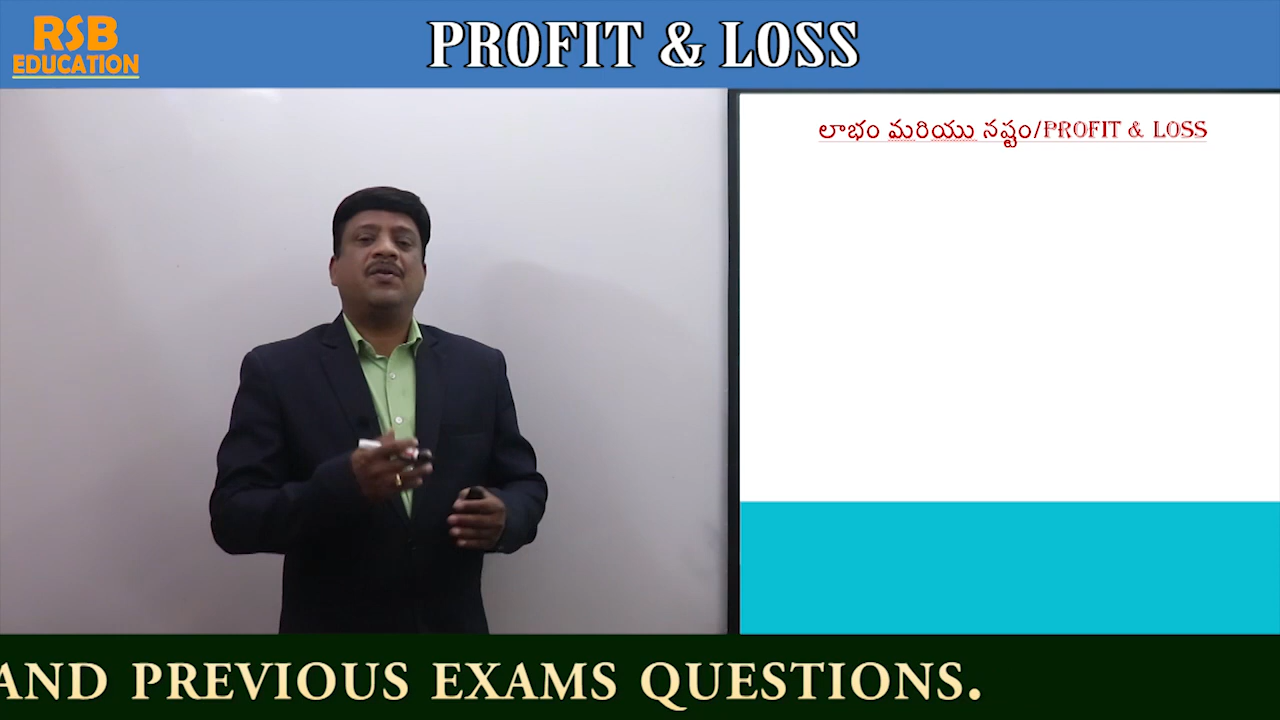 RSB
EDUCATION
PROFIT & LOSS
లాభం మరియు నష్టం/PROFIT & LOSS
AND PREVIOUS EXAMS QUESTIONS.